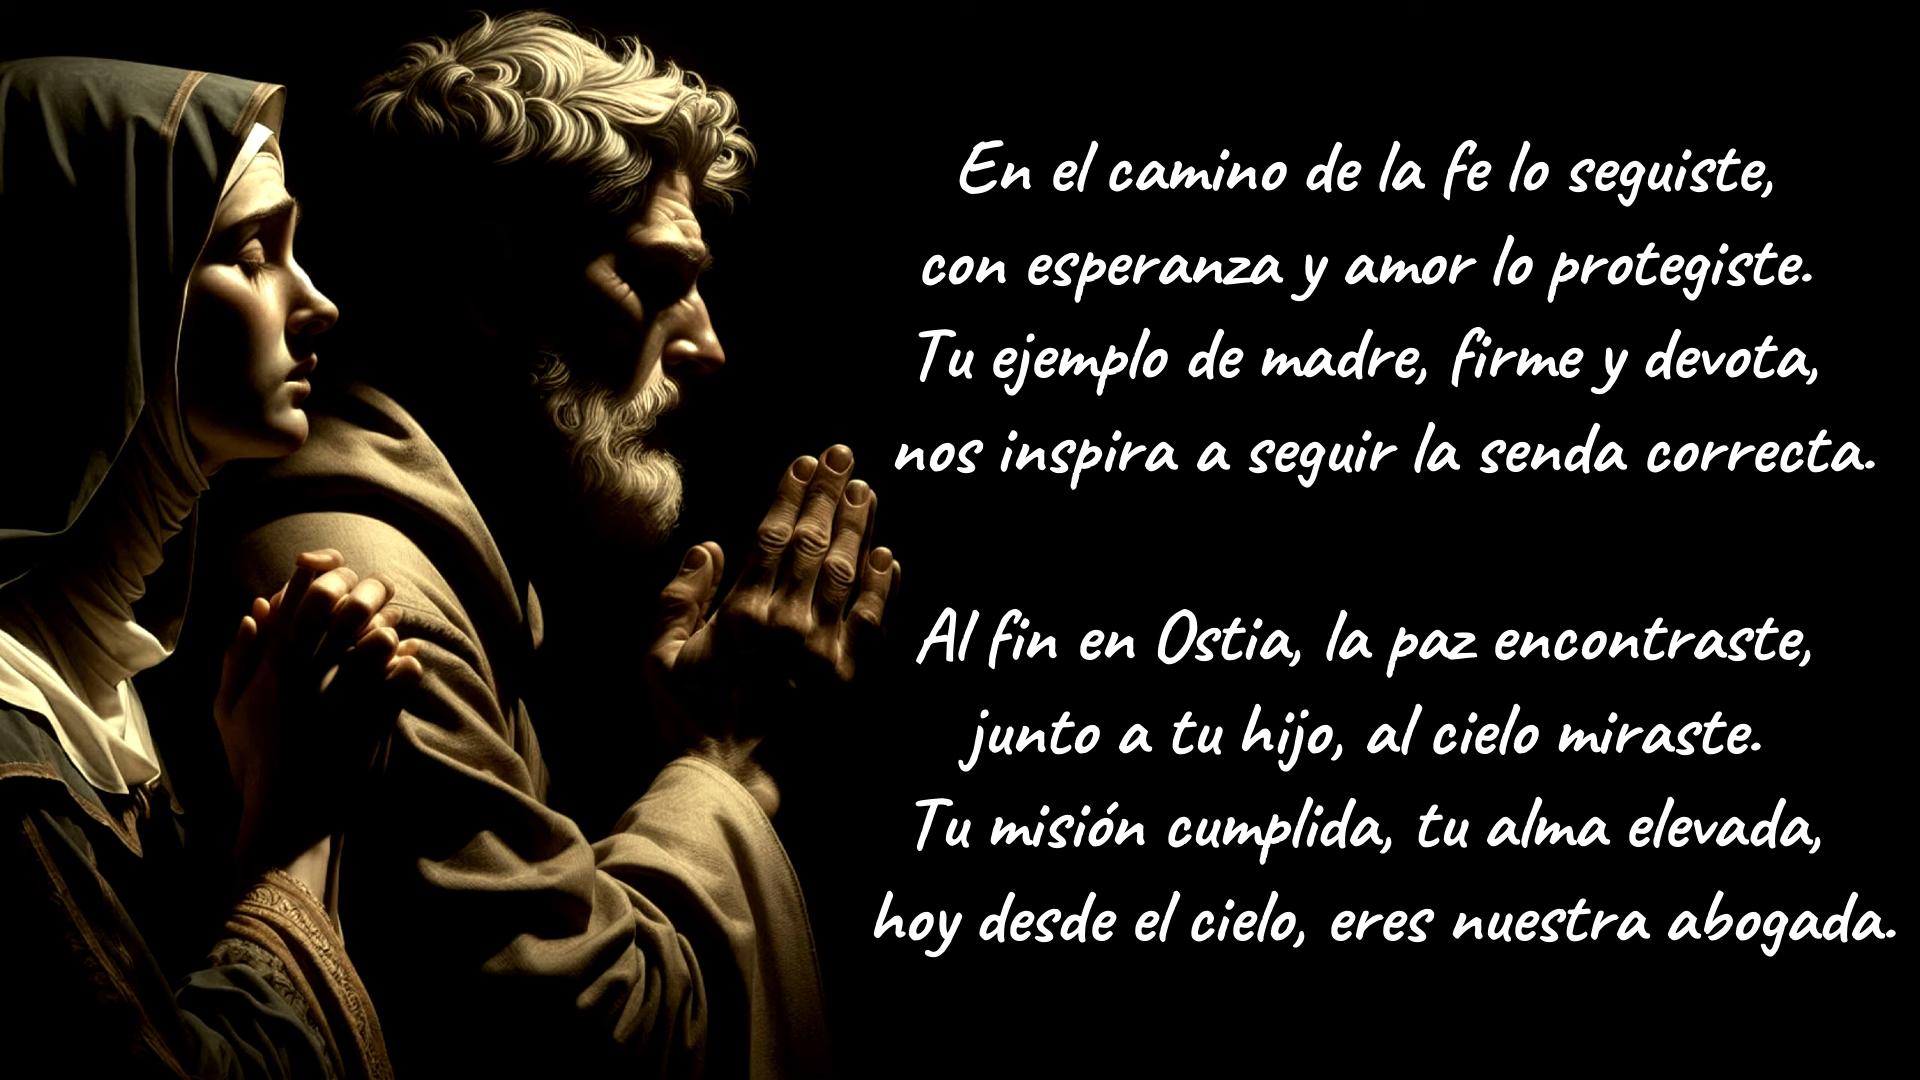 En el camino de la fe lo seguiste,
con esperanza y amor lo protegiste.
Tu ejemplo de madre, firme y devota,
nos inspira a seguir la senda correcta.
Al fin en Ostia, la paz encontraste,
junto a tu hijo, al cielo miraste.
Tu misión cumplida, tu alma elevada,
hoy desde el cielo, eres nuestra abogada.